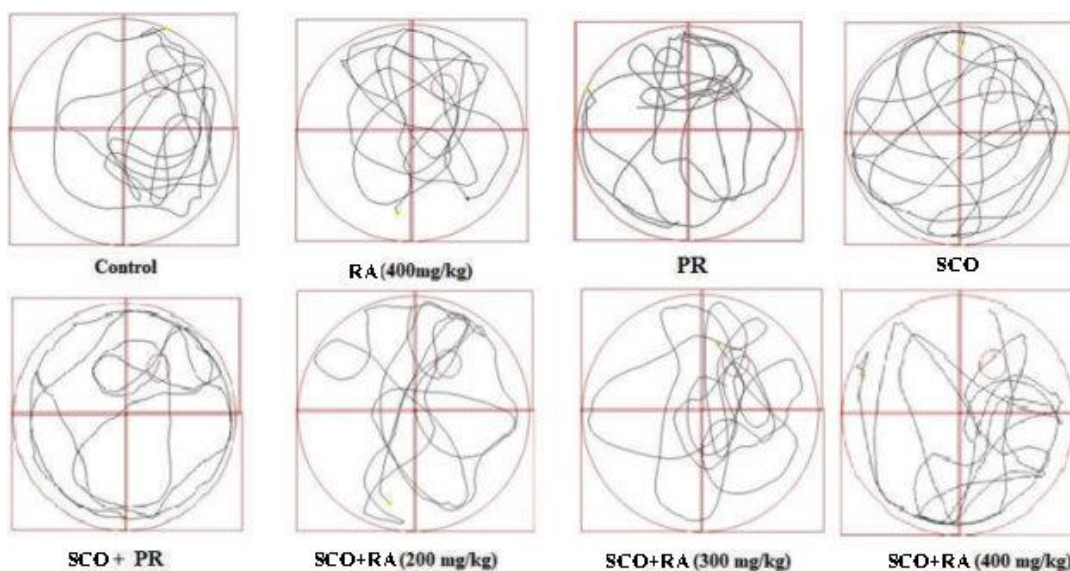 Control
RA (400mg/kg)
PR
SCO
SCO + PR
SCO+RA (200 mg/kg)
SCO+RA (300 mg/kg)
SCO+RA (400 mg/kg)